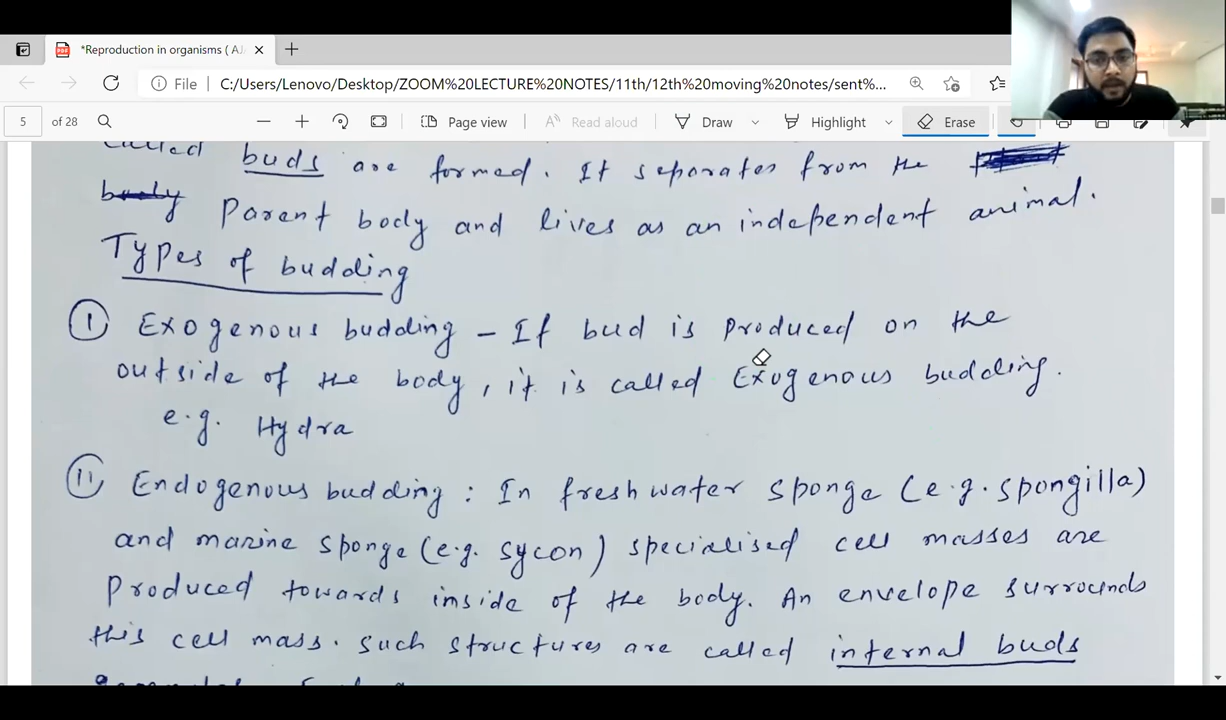 *Reproduction in organisms ( AJ
File C:/Users/Lenovo/Desktop/ZOOM%20LECTURE%20NOTES/11th/12th%20moving%20notes/sent%...
5 of 28 Page view Read aloud Draw Highlight Erase
called buds are formed. It separates from the
body Parent body and lives as an independent animal.
Types of budding
I Exogenous budding - If bud is produced on the
outside of the body, it is called Exogenous budding.
e.g. Hydra
II Endogenous budding : In freshwater sponge (e.g. spongilla)
and marine sponge (e.g. sycon) specialised cell masses are
produced towards inside of the body. An envelope surrounds
this cell mass. Such structures are called internal buds